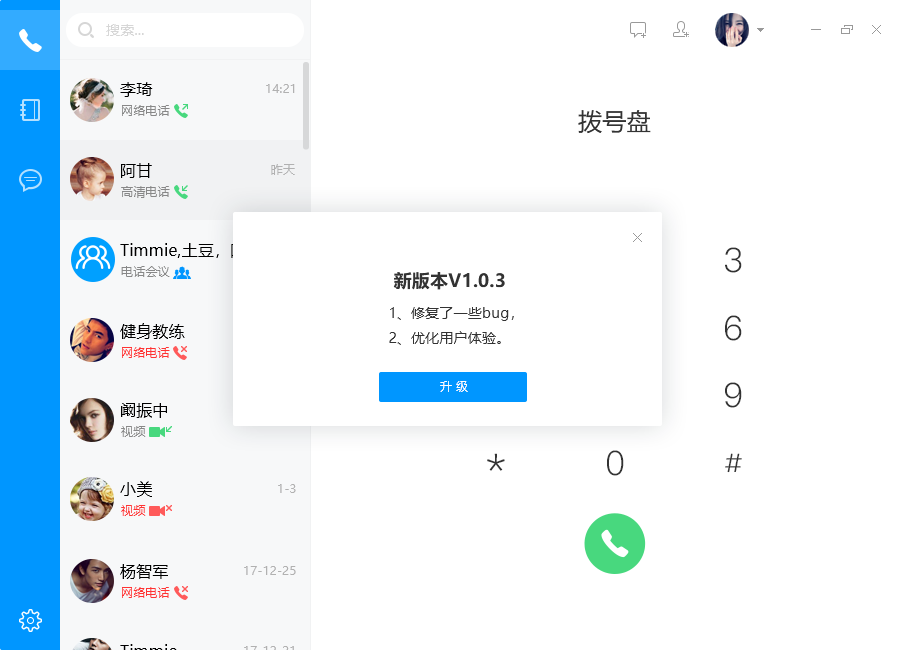 搜索...
李琦 14:21
网络电话
阿甘 昨天
高清电话
Timmie,土豆，
电话会议
健身教练
网络电话
阚振中
视频
小美 1-3
视频
杨智军 17-12-25
网络电话
Timmie 17-12-21
拨号盘
3
6
9
* 0 #
新版本V1.0.3
1、修复了一些bug，
2、优化用户体验。
升 级